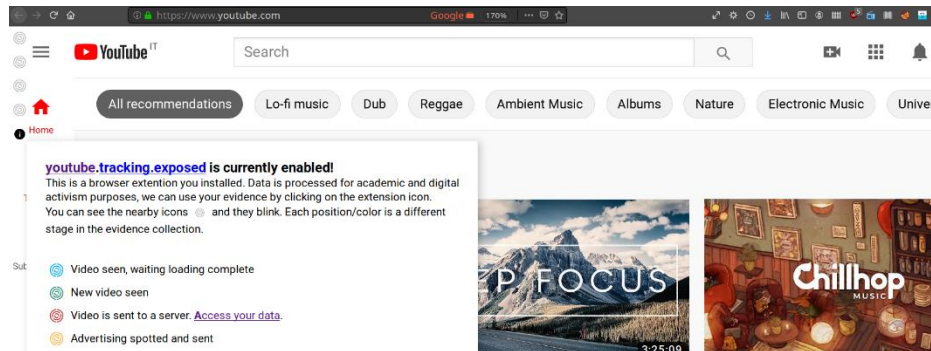 https://www.youtube.com Google 170%
YouTube IT
Search
Home
All recommendations Lo-fi music Dub Reggae Ambient Music Albums Nature Electronic Music Unive
youtube.tracking.exposed is currently enabled!
This is a browser extention you installed. Data is processed for academic and digital
activism purposes, we can use your evidence by clicking on the extension icon.
You can see the nearby icons and they blink. Each position/color is a different
stage in the evidence collection.
Sub
Video seen, waiting loading complete
New video seen
Video is sent to a server. Access your data.
Advertising spotted and sent
EP FOCUS
3:25:09
Chillhop
MUSIC